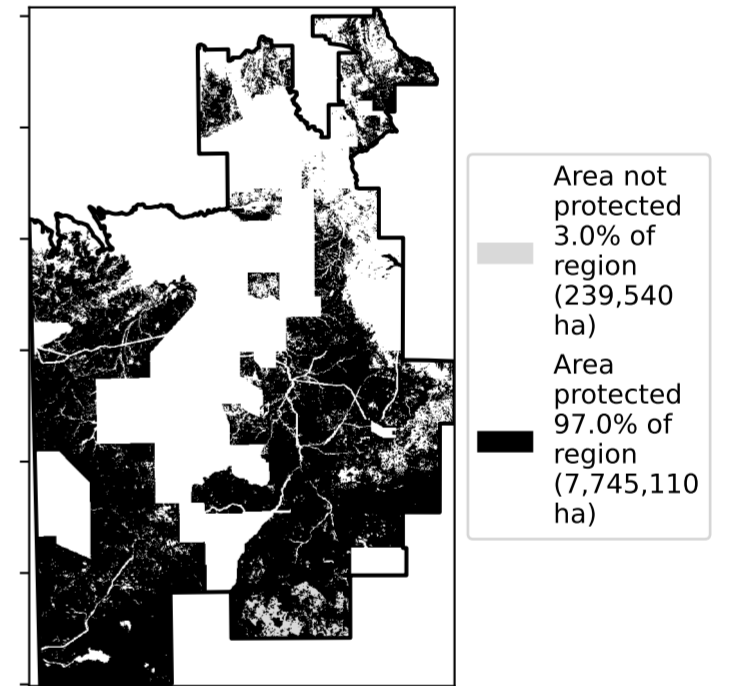 Area not
protected
3.0% of
region
(239,540
ha)
Area
protected
97.0% of
region
(7,745,110
ha)